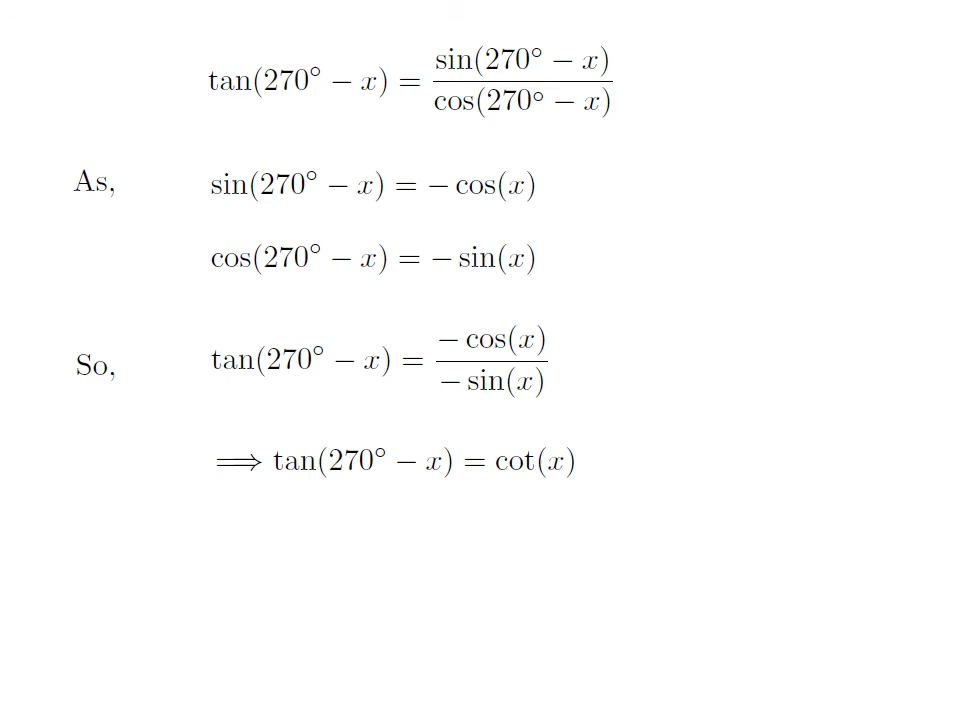 tan(270° − x) = sin(270° − x) / cos(270° − x)
As, sin(270° − x) = − cos(x)
cos(270° − x) = − sin(x)
So, tan(270° − x) = − cos(x) / − sin(x)
⟹ tan(270° − x) = cot(x)